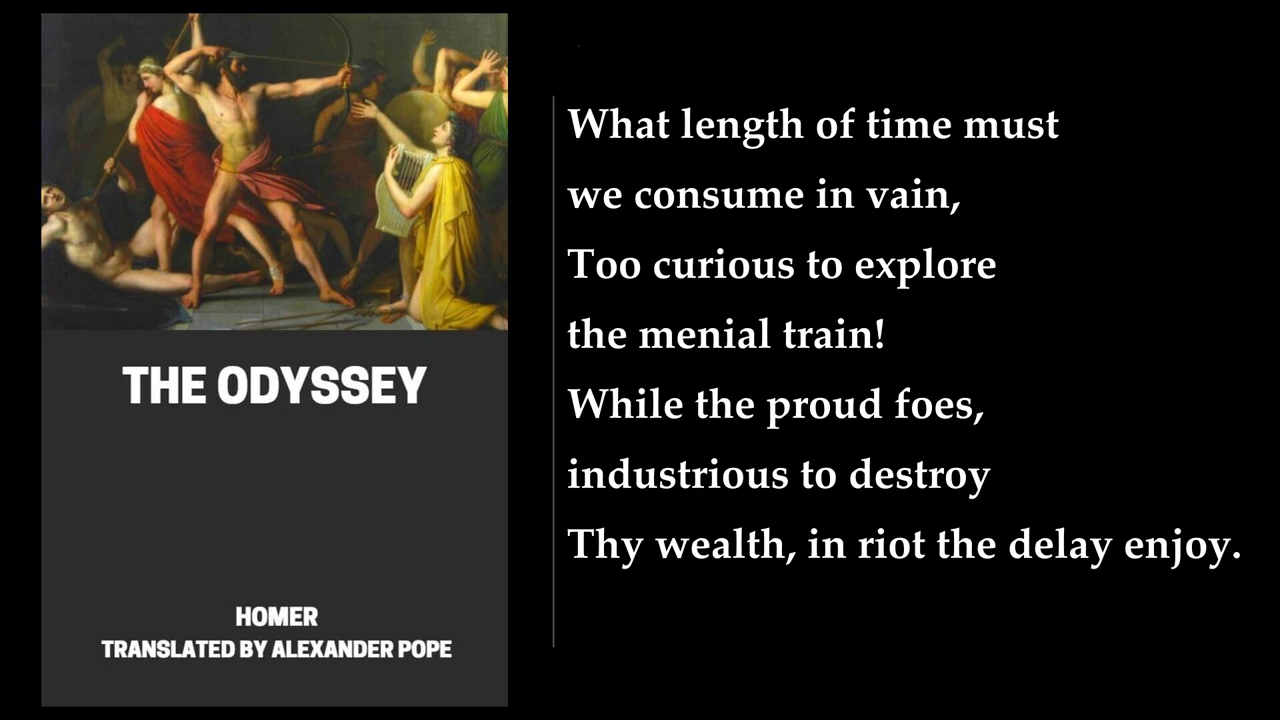 THE ODYSSEY
HOMER
TRANSLATED BY ALEXANDER POPE
What length of time must
we consume in vain,
Too curious to explore
the menial train!
While the proud foes,
industrious to destroy
Thy wealth, in riot the delay enjoy.